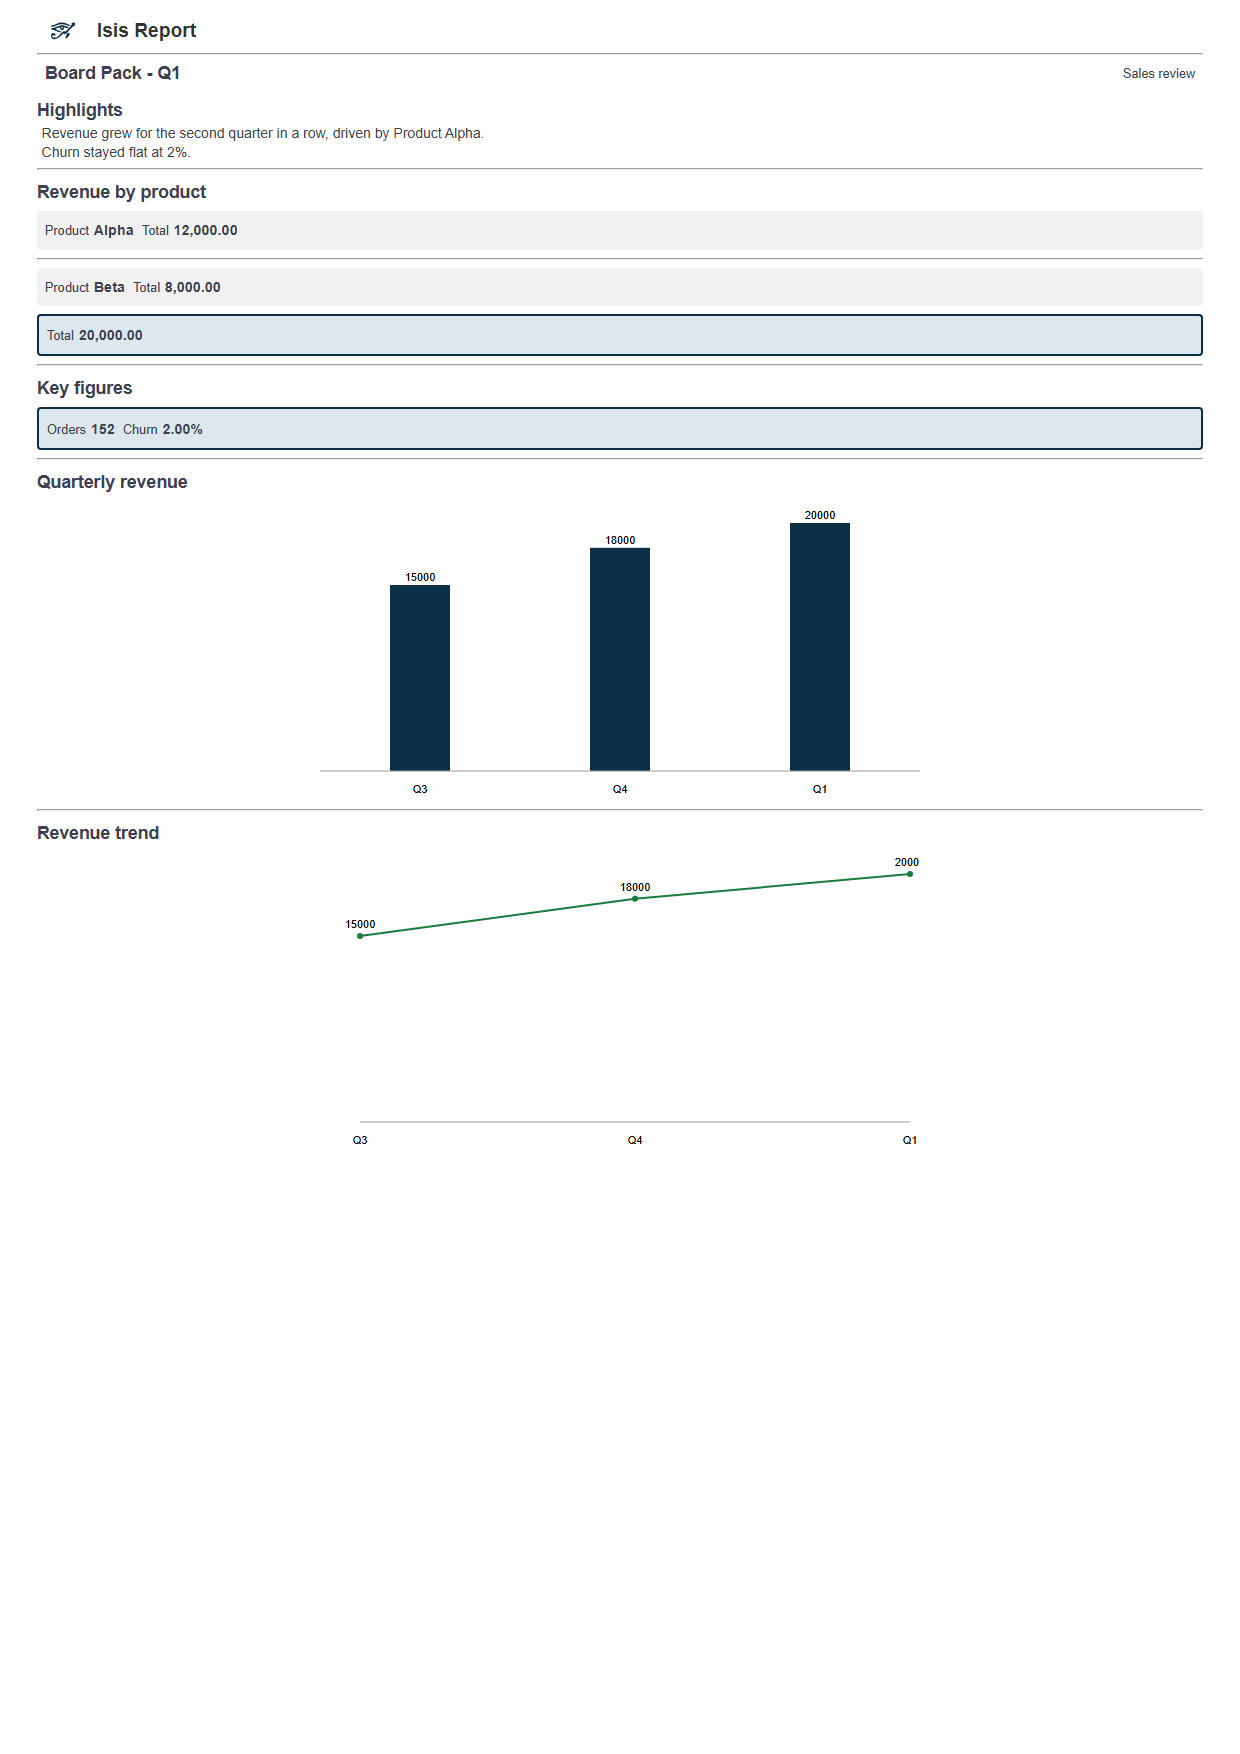 Isis Report
Board Pack - Q1
Sales review
Highlights
Revenue grew for the second quarter in a row, driven by Product Alpha.
Churn stayed flat at 2%.
Revenue by product
Product Alpha Total 12,000.00
Product Beta Total 8,000.00
Total 20,000.00
Key figures
Orders 152 Churn 2.00%
Quarterly revenue
20000
18000
15000
Q3 Q4 Q1
Revenue trend
2000
18000
15000
Q3 Q4 Q1